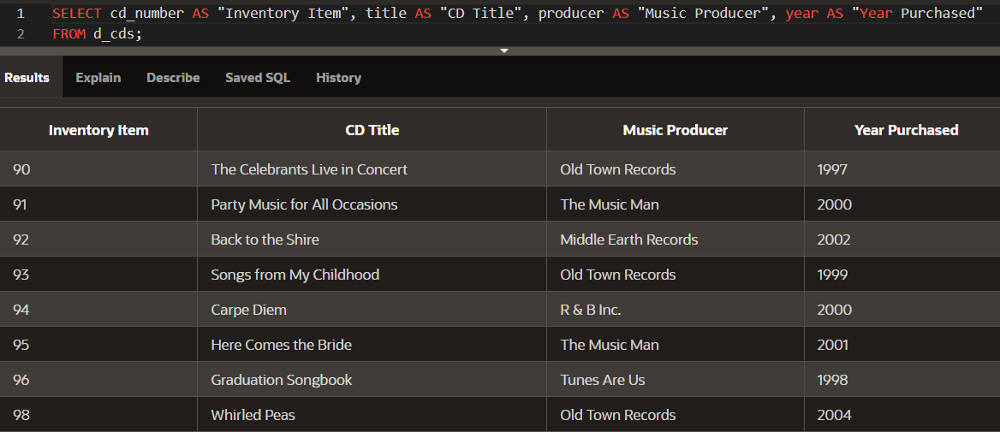 1 SELECT cd_number AS "Inventory Item", title AS "CD Title", producer AS "Music Producer", year AS "Year Purchased"
2 FROM d_cds;
Results Explain Describe Saved SQL History
Inventory Item CD Title Music Producer Year Purchased
90 The Celebrants Live in Concert Old Town Records 1997
91 Party Music for All Occasions The Music Man 2000
92 Back to the Shire Middle Earth Records 2002
93 Songs from My Childhood Old Town Records 1999
94 Carpe Diem R & B Inc. 2000
95 Here Comes the Bride The Music Man 2001
96 Graduation Songbook Tunes Are Us 1998
98 Whirled Peas Old Town Records 2004